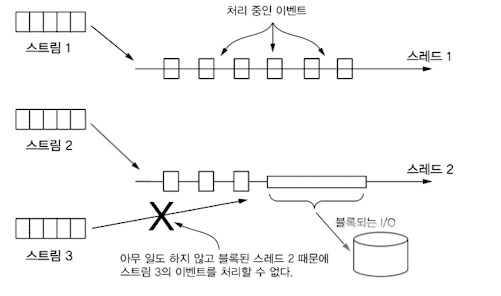 처리 중인 이벤트
스트림 1
스레드 1
스트림 2
스레드 2
블록되는 I/O
스트림 3
아무 일도 하지 않고 블록된 스레드 2 때문에
스트림 3의 이벤트를 처리할 수 없다.